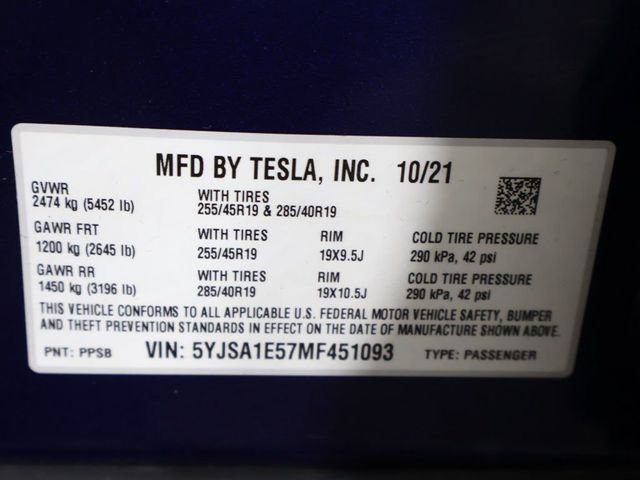 MFD BY TESLA, INC. 10/21
GVWR
2474 kg (5452 lb)
WITH TIRES
255/45R19 & 285/40R19
GAWR FRT
1200 kg (2645 lb)
WITH TIRES
255/45R19
RIM
19X9.5J
COLD TIRE PRESSURE
290 kPa, 42 psi
GAWR RR
1450 kg (3196 lb)
WITH TIRES
285/40R19
RIM
19X10.5J
COLD TIRE PRESSURE
290 kPa, 42 psi
THIS VEHICLE CONFORMS TO ALL APPLICABLE U.S. FEDERAL MOTOR VEHICLE SAFETY, BUMPER
AND THEFT PREVENTION STANDARDS IN EFFECT ON THE DATE OF MANUFACTURE SHOWN ABOVE.
PNT: PPSB VIN: 5YJSA1E57MF451093 TYPE: PASSENGER